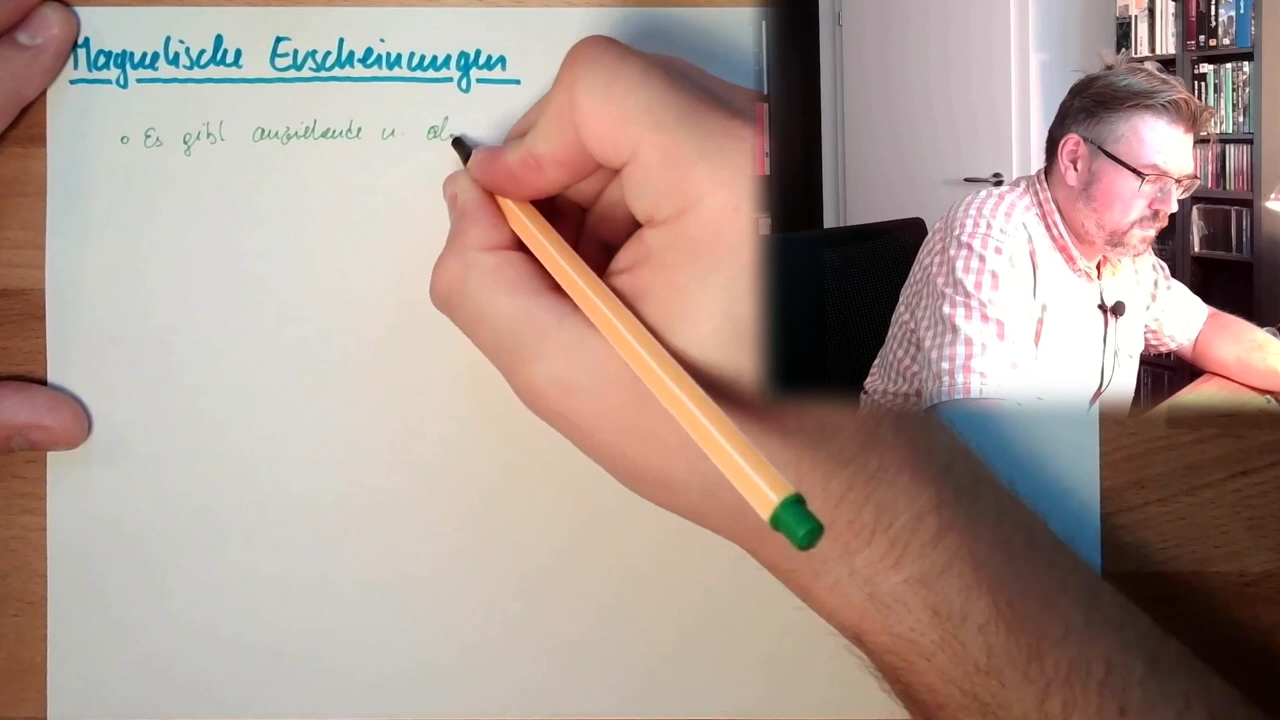 Magnetische Erscheinungen
• Es gibt anziehende u.